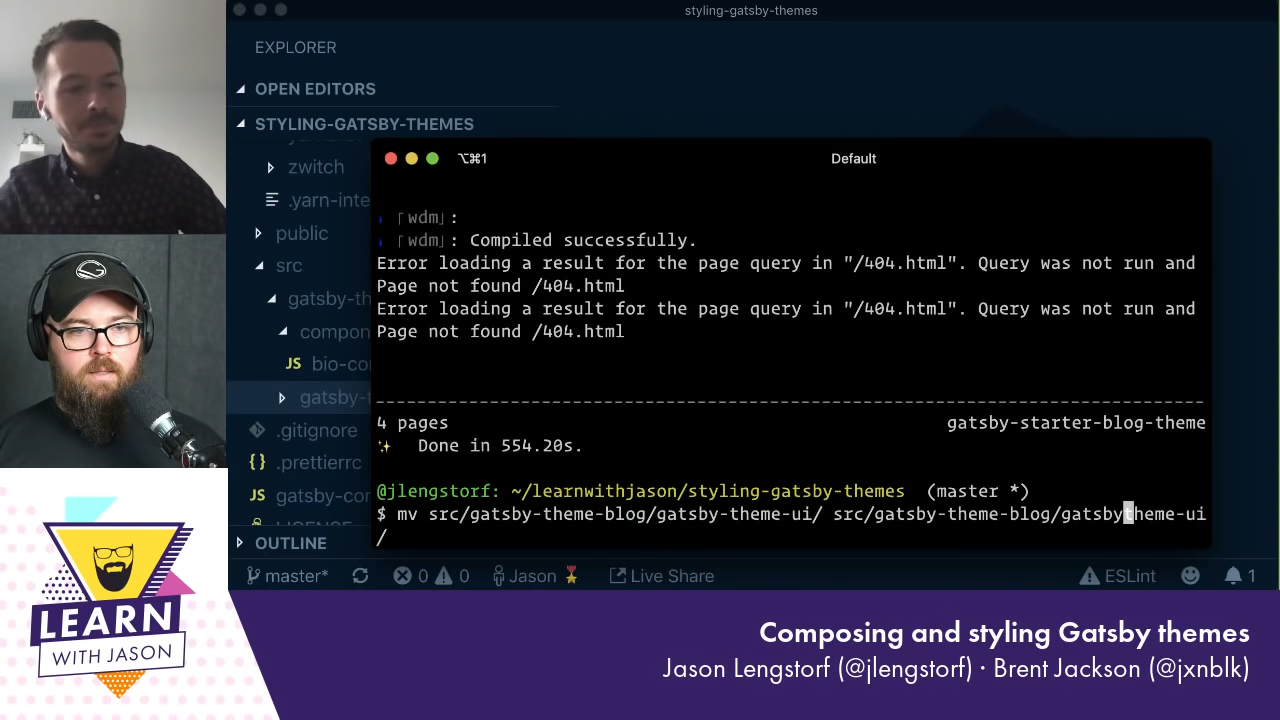 styling-gatsby-themes
EXPLORER
OPEN EDITORS
STYLING-GATSBY-THEMES
zwitch
.yarn-inte
public
src
gatsby-th
compon
JS bio-co
gatsby-t
.gitignore
{} .prettierrc
JS gatsby-co
LICENSE
OUTLINE
master* 0 0 Jason Live Share ESLint 1
⌥⌘1 Default
｢wdm｣:
｢wdm｣: Compiled successfully.
Error loading a result for the page query in "/404.html". Query was not run and
Page not found /404.html
Error loading a result for the page query in "/404.html". Query was not run and
Page not found /404.html
4 pages gatsby-starter-blog-theme
✨ Done in 554.20s.
@jlengstorf: ~/learnwithjason/styling-gatsby-themes (master *)
$ mv src/gatsby-theme-blog/gatsby-theme-ui/ src/gatsby-theme-blog/gatsbytheme-ui
/
LEARN
WITH JASON
Composing and styling Gatsby themes
Jason Lengstorf (@jlengstorf) · Brent Jackson (@jxnblk)